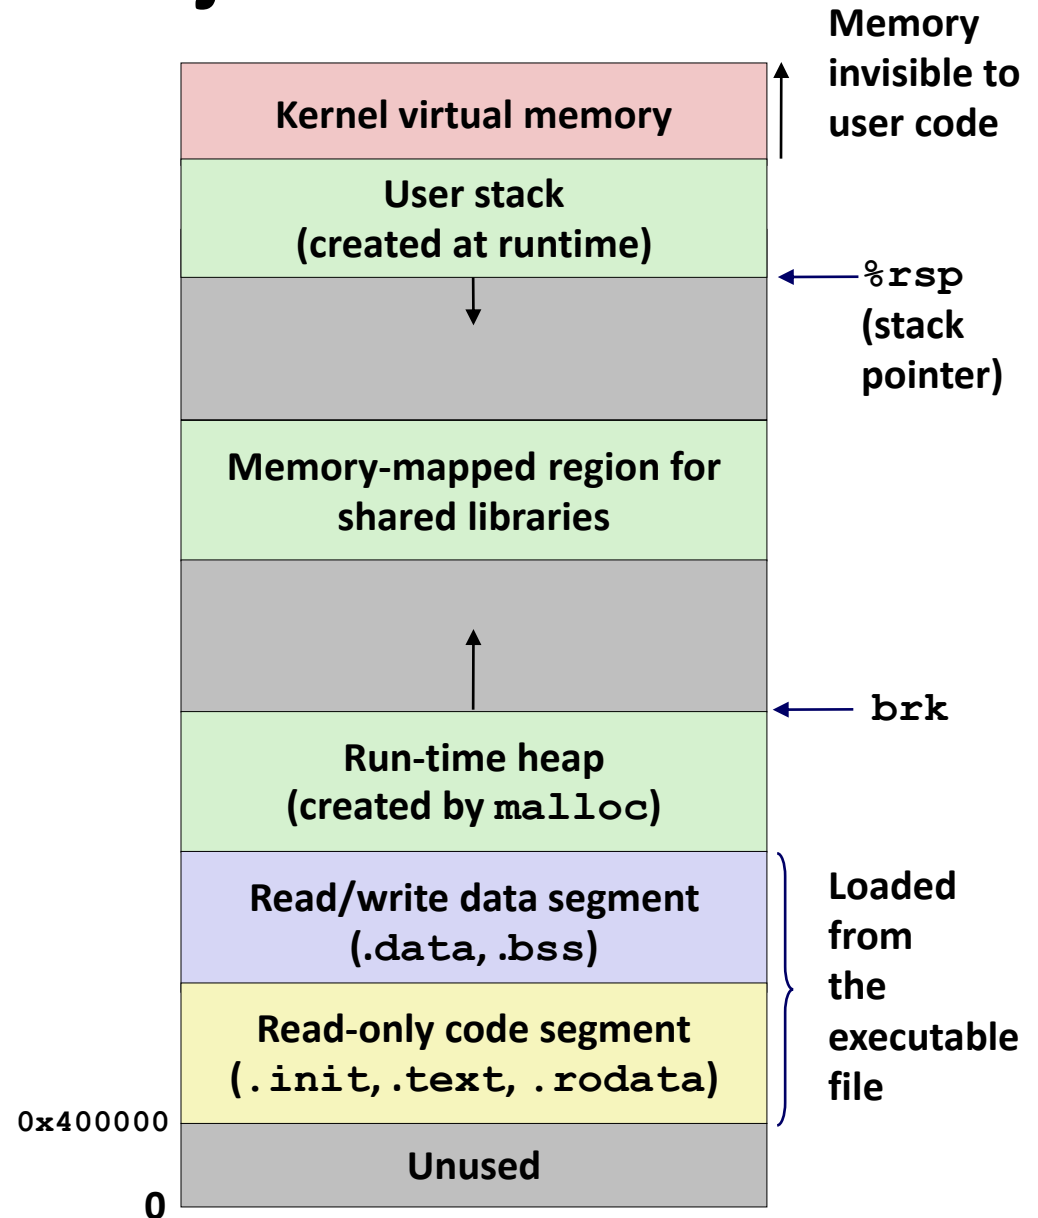 Memory
invisible to
user code
Kernel virtual memory
User stack
(created at runtime)
%rsp
(stack
pointer)
Memory-mapped region for
shared libraries
brk
Run-time heap
(created by malloc)
Read/write data segment
(.data, .bss)
Loaded
from
the
executable
file
Read-only code segment
(.init, .text, .rodata)
0x400000
Unused
0